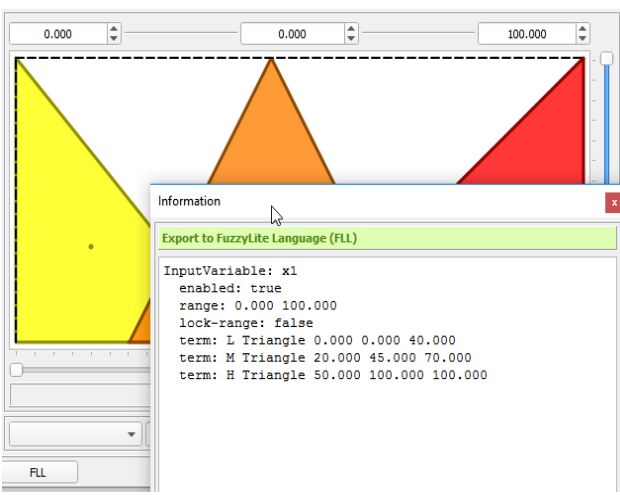 0.000 0.000 100.000
Information x
Export to FuzzyLite Language (FLL)
InputVariable: x1
enabled: true
range: 0.000 100.000
lock-range: false
term: L Triangle 0.000 0.000 40.000
term: M Triangle 20.000 45.000 70.000
term: H Triangle 50.000 100.000 100.000
FLL